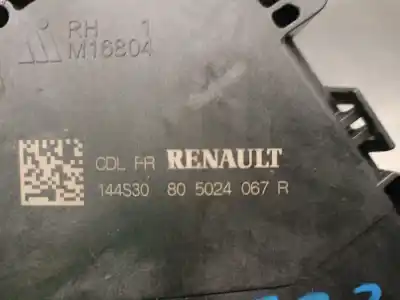 RH 1
M16804
CDL FR RENAULT
144S30 80 5024 067 R